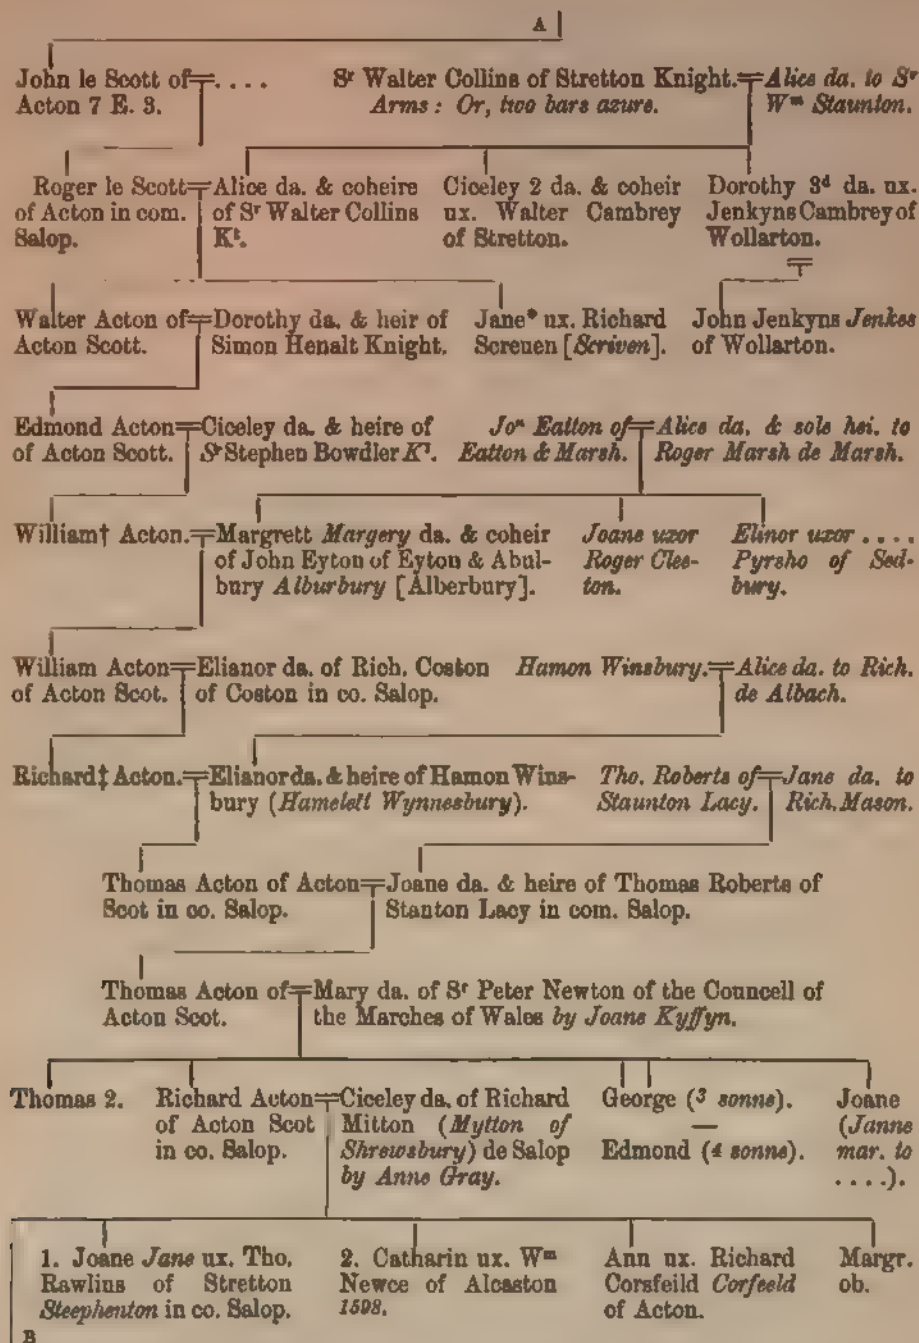 A
John le Scott of Acton 7 E. 3.
. . . .
Sr Walter Collins of Stretton Knight.
Arms : Or, two bars azure.
Alice da. to Sr
Wm Staunton.
Roger le Scott
of Acton in com.
Salop.
Alice da. & coheire
of Sr Walter Collins
Kt.
Ciceley 2 da. & coheir
ux. Walter Cambrey
of Stretton.
Dorothy 3d da. ux.
Jenkyns Cambrey of
Wollarton.
Walter Acton of
Acton Scott.
Dorothy da. & heir of
Simon Henalt Knight.
Jane* ux. Richard
Screuen [Scriven].
John Jenkyns Jenkes
of Wollarton.
Edmond Acton
of Acton Scott.
Ciceley da. & heire of
Sr Stephen Bowdler Kt.
Jon Eatton of
Eatton & Marsh.
Alice da. & sole hei. to
Roger Marsh de Marsh.
William† Acton.
Margrett Margery da. & coheir
of John Eyton of Eyton & Abul-
bury Alburbury [Alberbury].
Joane uxor
Roger Clee-
ton.
Elinor uxor . . . .
Pyrsho of Sed-
bury.
William Acton
of Acton Scot.
Elianor da. of Rich. Coston
of Coston in co. Salop.
Hamon Winsbury.
Alice da. to Rich.
de Albach.
Richard‡ Acton.
Elianor da. & heire of Hamon Wins-
bury (Hamelett Wynnesbury).
Tho. Roberts of
Staunton Lacy.
Jane da. to
Rich. Mason.
Thomas Acton of Acton
Scot in co. Salop.
Joane da. & heire of Thomas Roberts of
Stanton Lacy in com. Salop.
Thomas Acton of
Acton Scot.
Mary da. of Sr Peter Newton of the Councell of
the Marches of Wales by Joane Kyffyn.
Thomas 2.
Richard Acton
of Acton Scot
in co. Salop.
Ciceley da. of Richard
Mitton (Mytton of
Shrewsbury) de Salop
by Anne Gray.
George (3 sonne).
—
Edmond (4 sonne).
Joane
(Janne
mar. to
. . . .).
1. Joane Jane ux. Tho.
Rawlins of Stretton
Steephenton in co. Salop.
2. Catharin ux. Wm
Newce of Alcaston
1598.
Ann ux. Richard
Corsfeild Corfeeld
of Acton.
Margr.
ob.
B